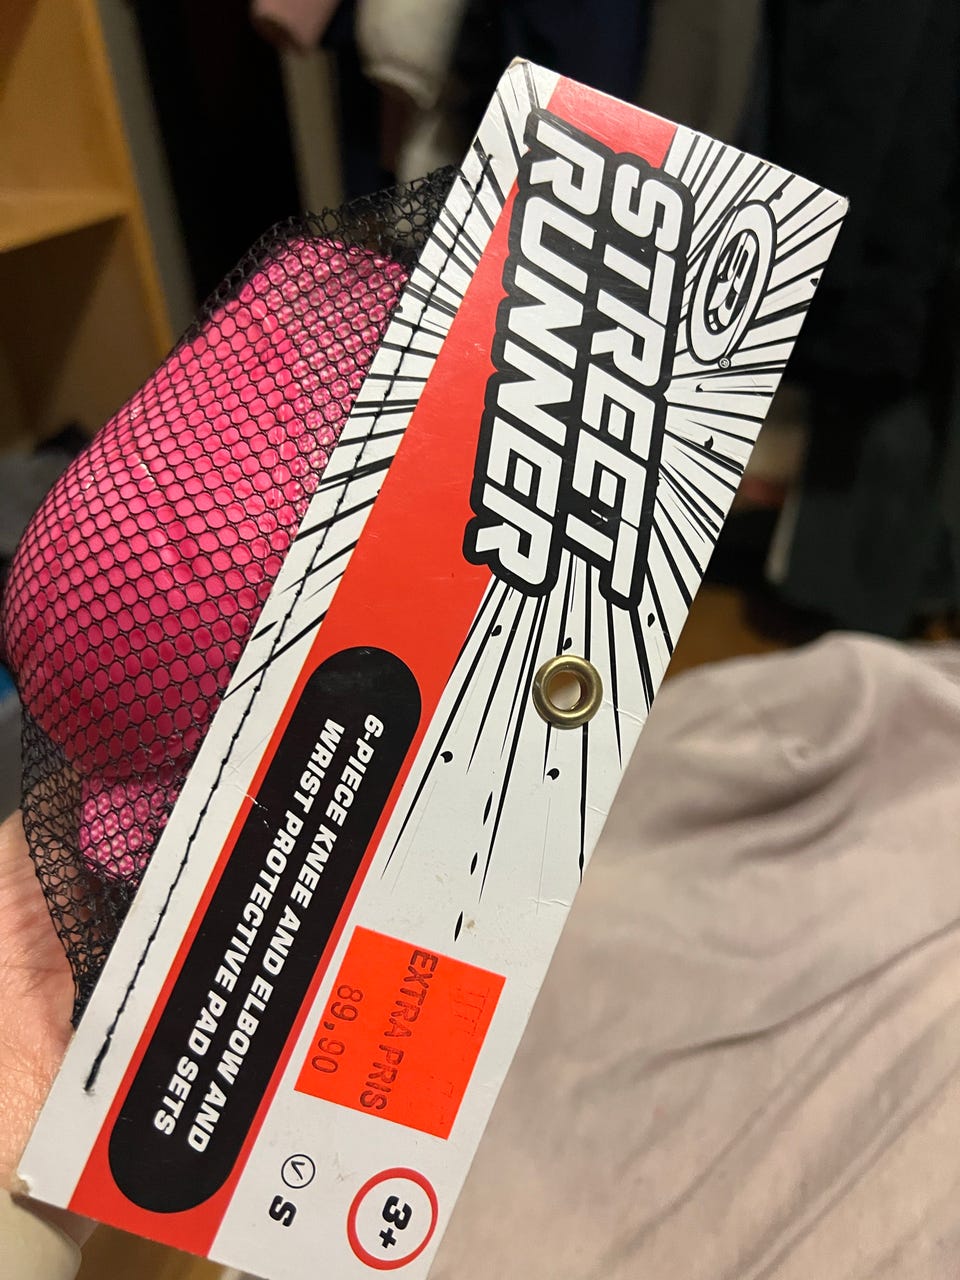 STREET
RUNNER
®
6-PIECE KNEE AND ELBOW AND
WRIST PROTECTIVE PAD SETS
EXTRA PRIS
89,90
3+
S